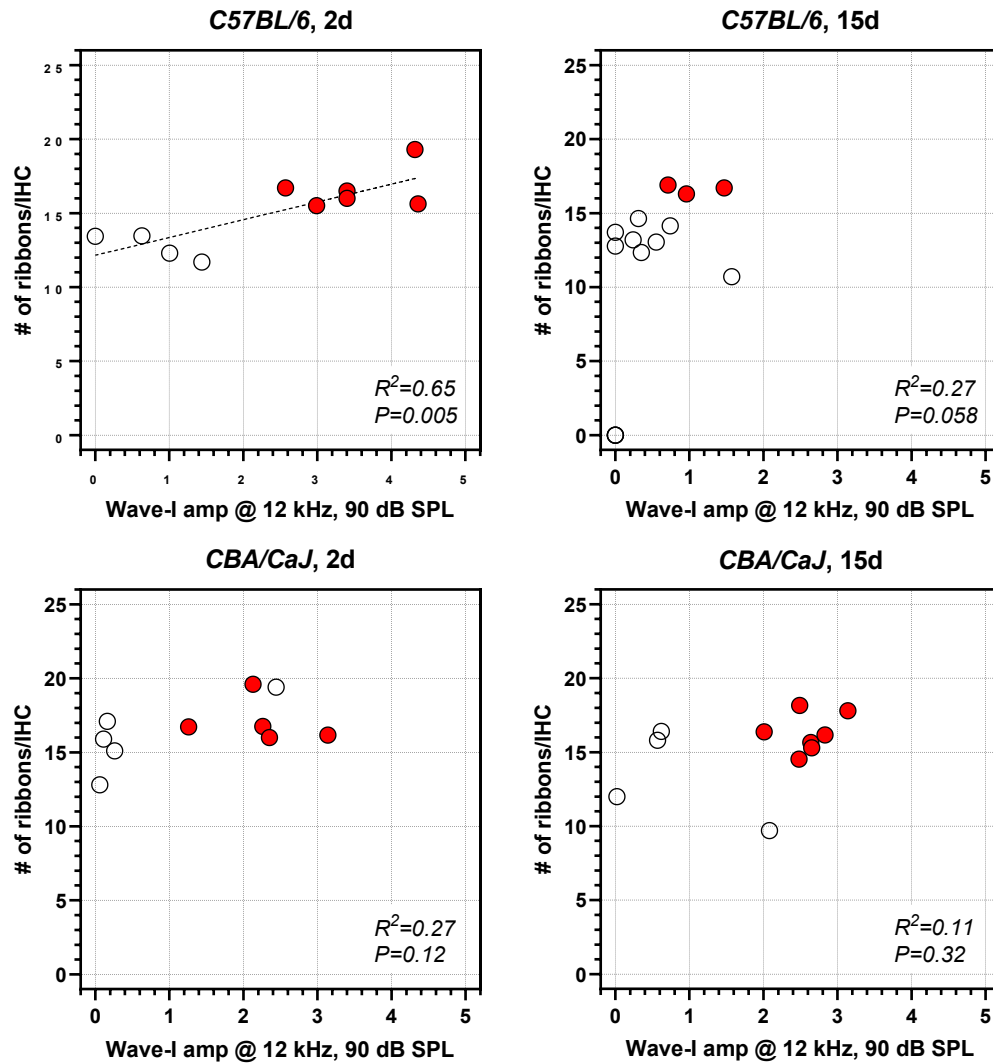 C57BL/6, 2d
# of ribbons/IHC
25
20
15
10
5
0
0 1 2 3 4 5
R²=0.65
P=0.005
Wave-I amp @ 12 kHz, 90 dB SPL
C57BL/6, 15d
# of ribbons/IHC
25
20
15
10
5
0
0 1 2 3 4 5
R²=0.27
P=0.058
Wave-I amp @ 12 kHz, 90 dB SPL
CBA/CaJ, 2d
# of ribbons/IHC
25
20
15
10
5
0
0 1 2 3 4 5
R²=0.27
P=0.12
Wave-I amp @ 12 kHz, 90 dB SPL
CBA/CaJ, 15d
# of ribbons/IHC
25
20
15
10
5
0
0 1 2 3 4 5
R²=0.11
P=0.32
Wave-I amp @ 12 kHz, 90 dB SPL